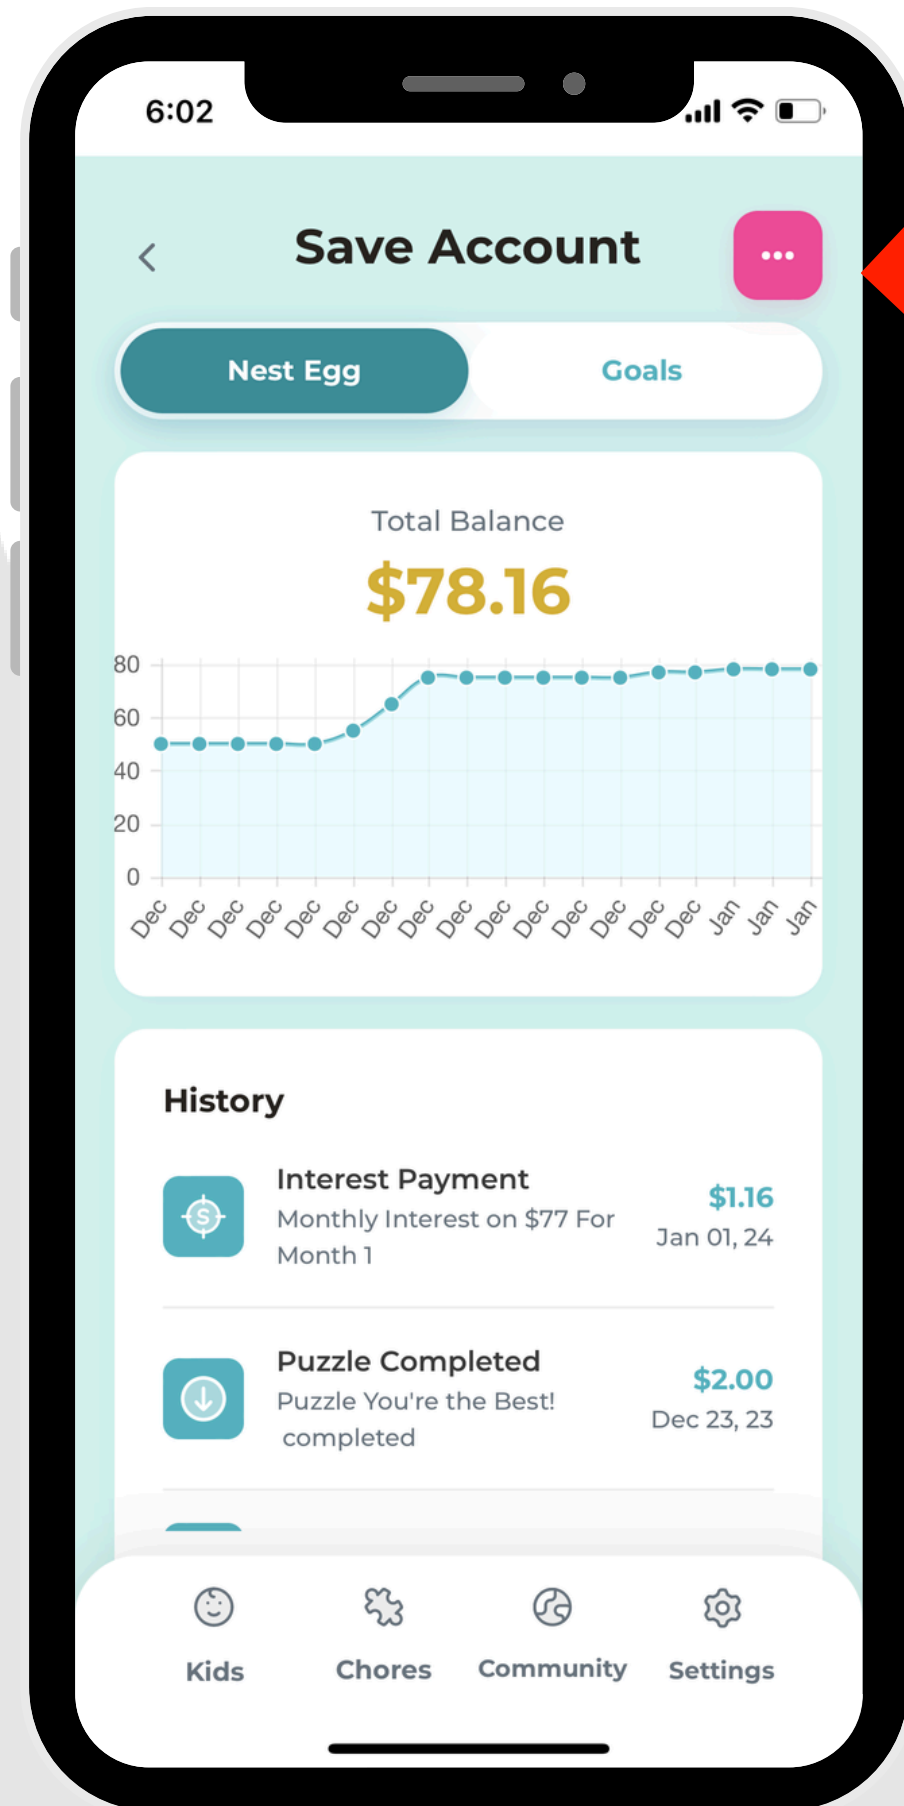 6:02
Save Account
Nest Egg
Goals
Total Balance
$78.16
80
60
40
20
0
Dec Dec Dec Dec Dec Dec Dec Dec Dec Dec Dec Dec Dec Dec Dec Jan Jan Jan
History
Interest Payment
Monthly Interest on $77 For
Month 1
$1.16
Jan 01, 24
Puzzle Completed
Puzzle You're the Best!
completed
$2.00
Dec 23, 23
Kids
Chores
Community
Settings